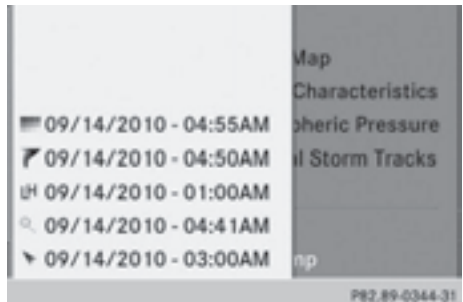 Map
Characteristics
09/14/2010 - 04:55AM
pheric Pressure
09/14/2010 - 04:50AM
l Storm Tracks
LH 09/14/2010 - 01:00AM
09/14/2010 - 04:41AM
09/14/2010 - 03:00AM
mp
P82.89-0344-31